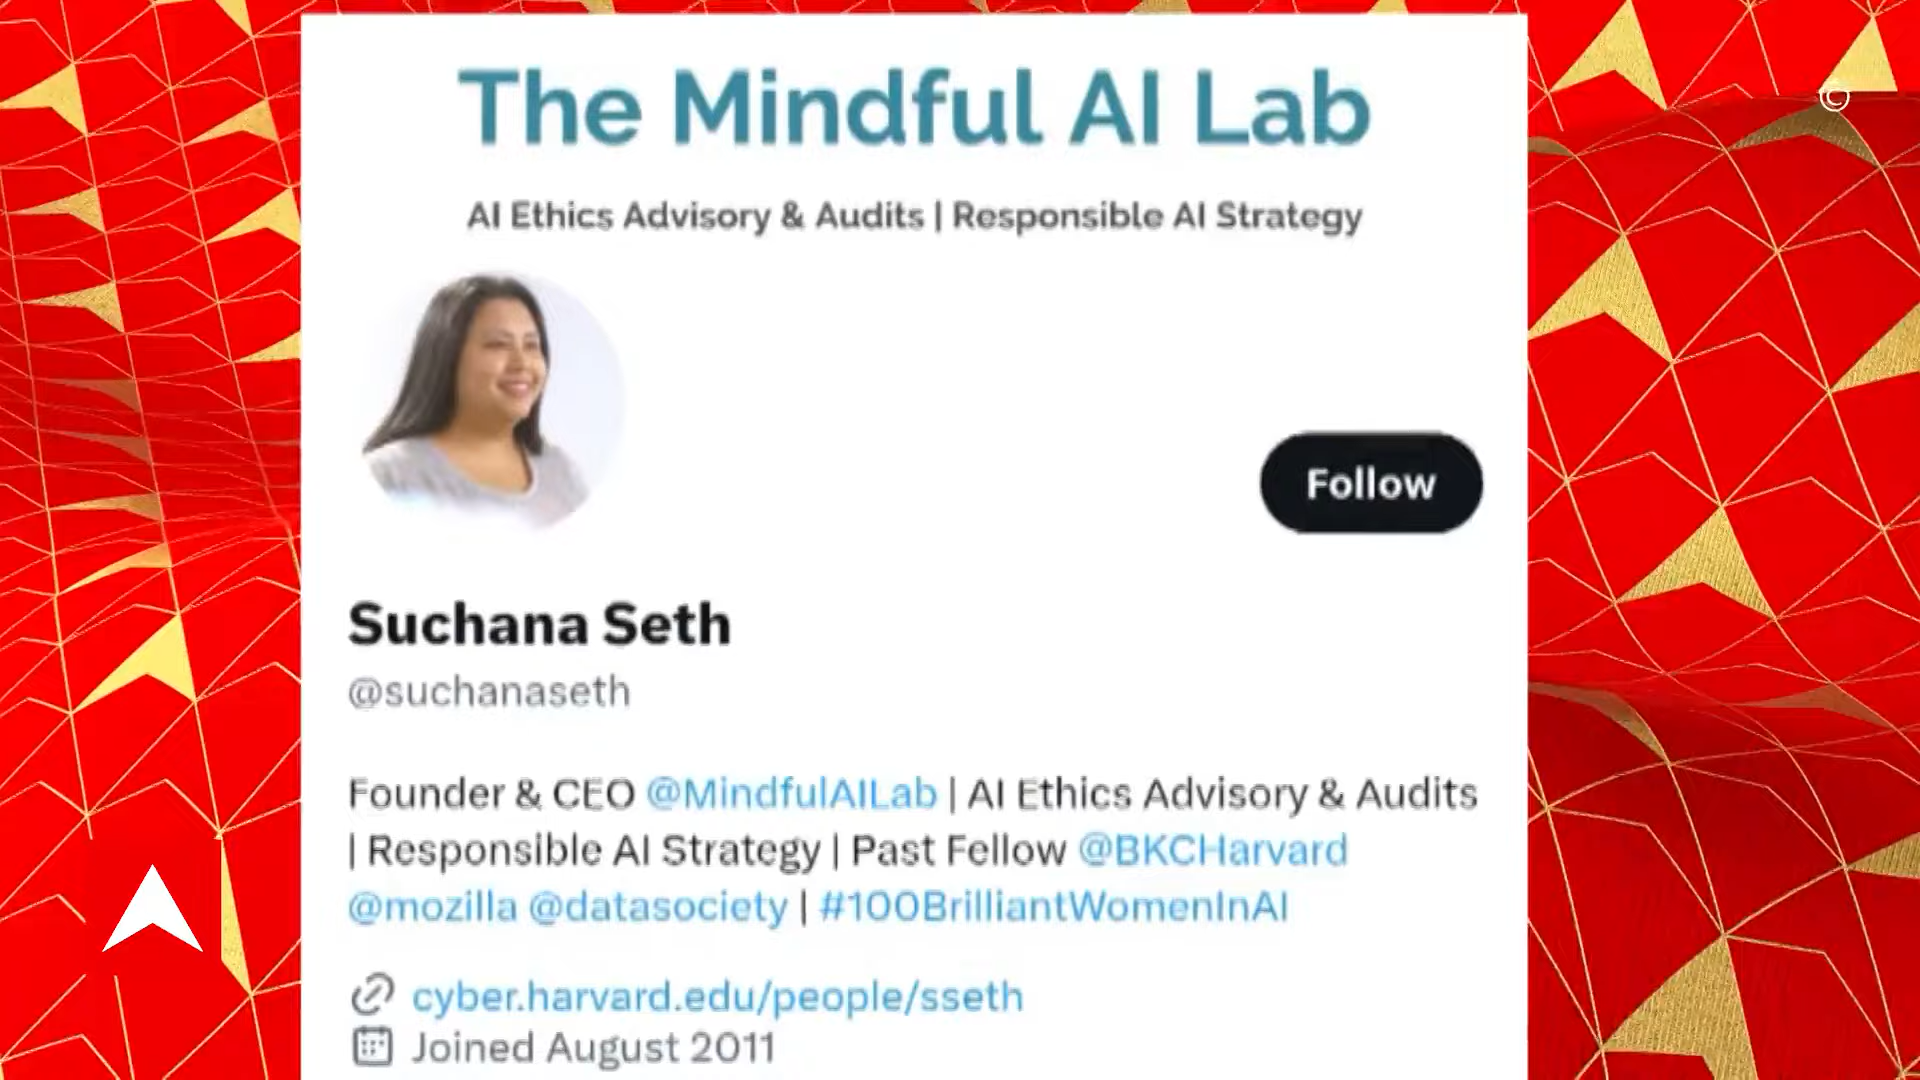 The Mindful AI Lab
AI Ethics Advisory & Audits | Responsible AI Strategy
©
Follow
Suchana Seth
@suchanaseth
Founder & CEO @MindfulAILab | AI Ethics Advisory & Audits
| Responsible AI Strategy | Past Fellow @BKCHarvard
@mozilla @datasociety | #100BrilliantWomenInAI
cyber.harvard.edu/people/sseth
Joined August 2011